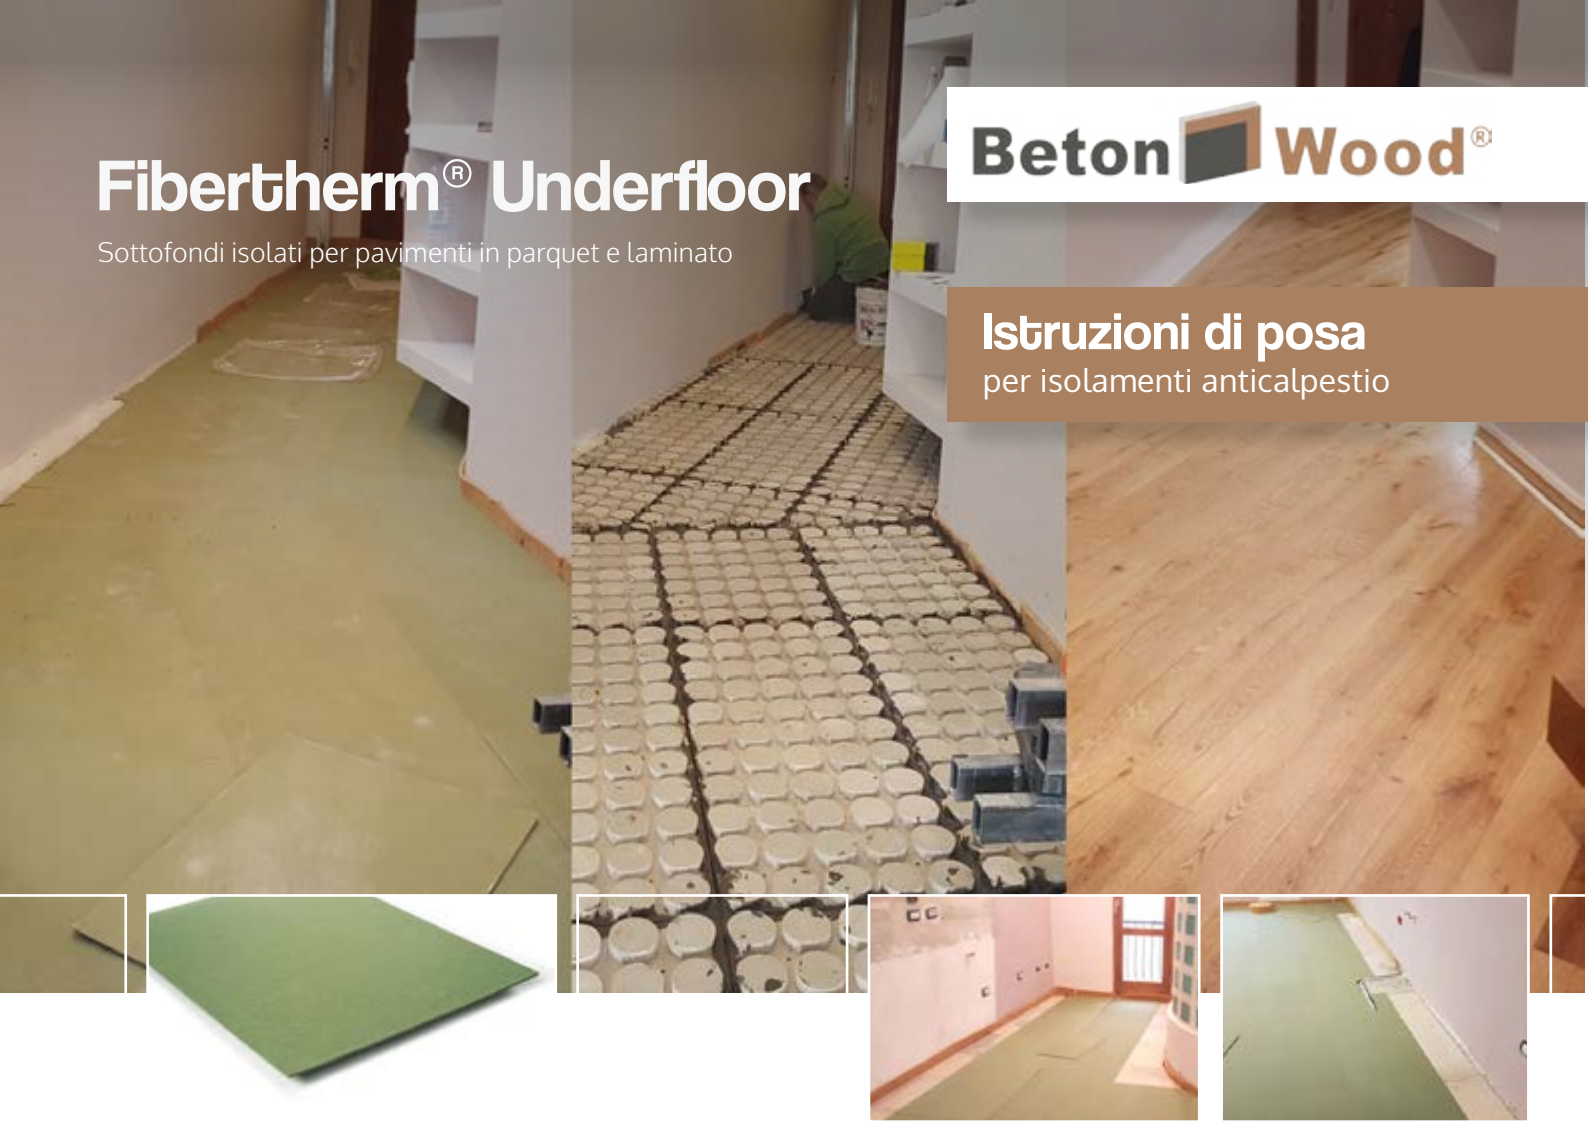 Fibertherm® Underfloor
Sottofondi isolati per pavimenti in parquet e laminato
Beton Wood®
Istruzioni di posa
per isolamenti anticalpestio